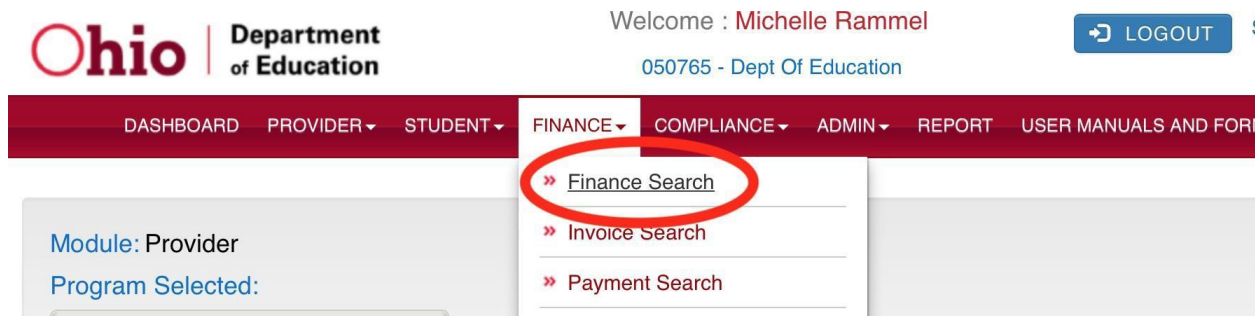 Ohio Department of Education
Welcome : Michelle Rammel
LOGOUT
050765 - Dept Of Education
DASHBOARD PROVIDER STUDENT FINANCE COMPLIANCE ADMIN REPORT USER MANUALS AND
Finance Search
Invoice Search
Payment Search
Module: Provider
Program Selected: